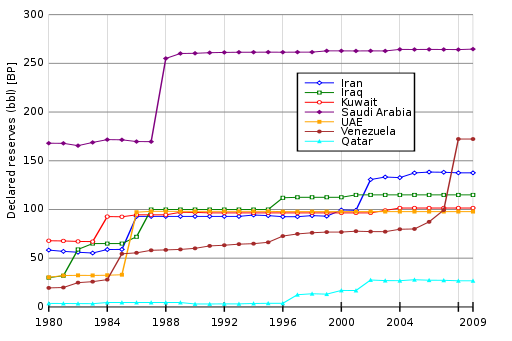 300
250
200
150
100
50
0
Declared reserves (bbl) [BP]
Iran
Iraq
Kuwait
Saudi Arabia
UAE
Venezuela
Qatar
1980 1984 1988 1992 1996 2000 2004 2009